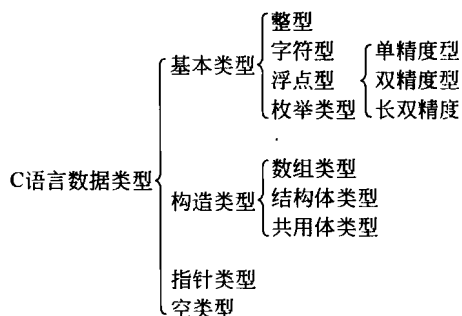 整型
字符型
单精度型
基本类型
浮点型
双精度型
枚举类型
长双精度
数组类型
C语言数据类型
构造类型
结构体类型
共用体类型
指针类型
空类型